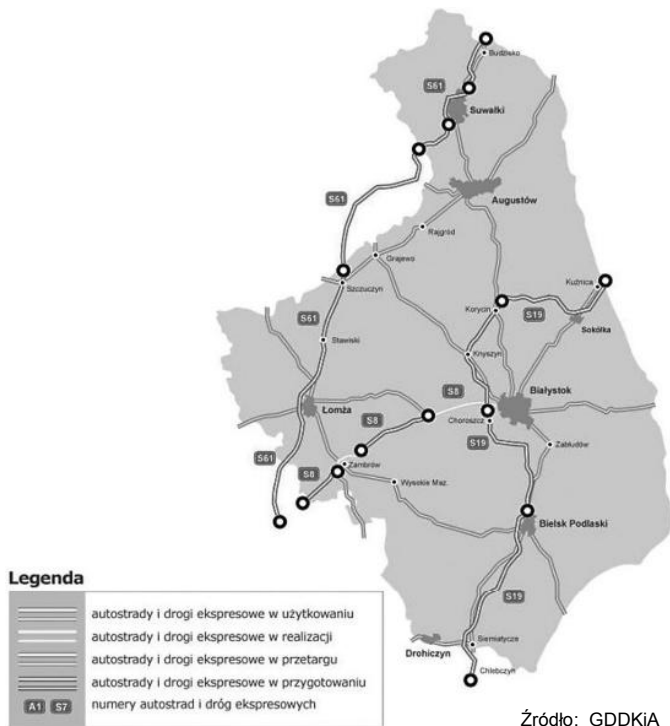 Budzisko
S61
Suwałki
S61
Augustów
Rajgród
Grajewo
Szczuczyn
Kuźnica
Korycin
S19
Sokółka
S61
Stawiski
Knyszyn
S8
Białystok
Łomża
S8
Choroszcz
S19
Zabłudów
S61
S8
Zambrów
Wysokie Maz.
Bielsk Podlaski
S19
Siemiatycze
Drohiczyn
Chlebczyn
Legenda
autostrady i drogi ekspresowe w użytkowaniu
autostrady i drogi ekspresowe w realizacji
autostrady i drogi ekspresowe w przetargu
autostrady i drogi ekspresowe w przygotowaniu
A1 S7 numery autostrad i dróg ekspresowych
Źródło: GDDKiA